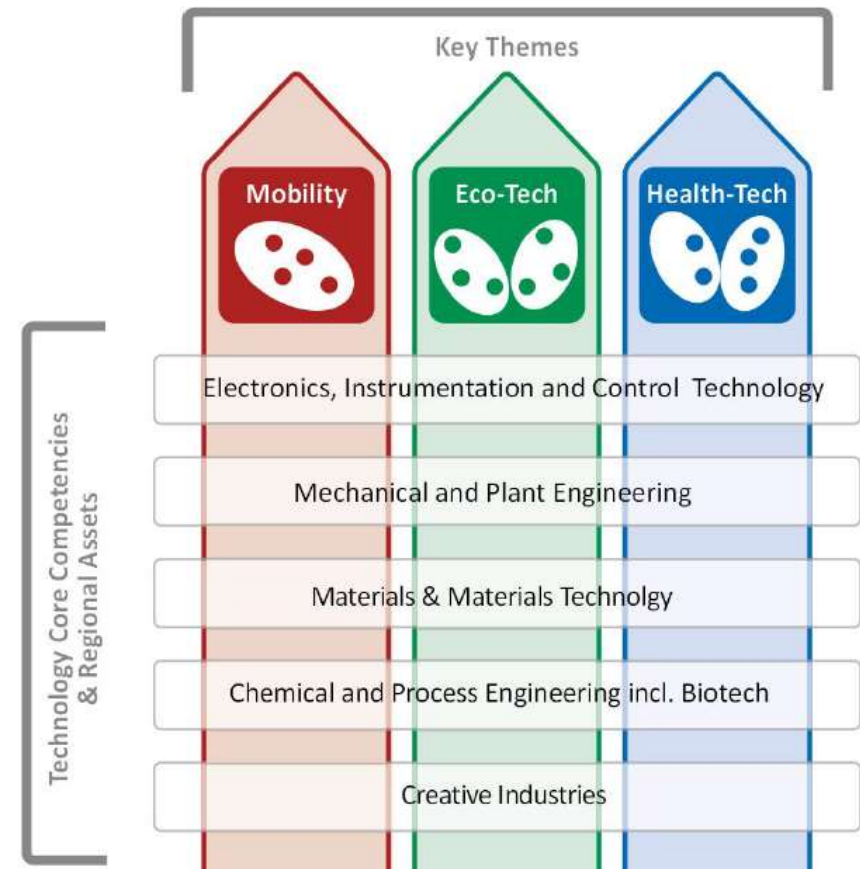 Key Themes
Mobility
Eco-Tech
Health-Tech
Technology Core Competencies
& Regional Assets
Electronics, Instrumentation and Control Technology
Mechanical and Plant Engineering
Materials & Materials Technolgy
Chemical and Process Engineering incl. Biotech
Creative Industries